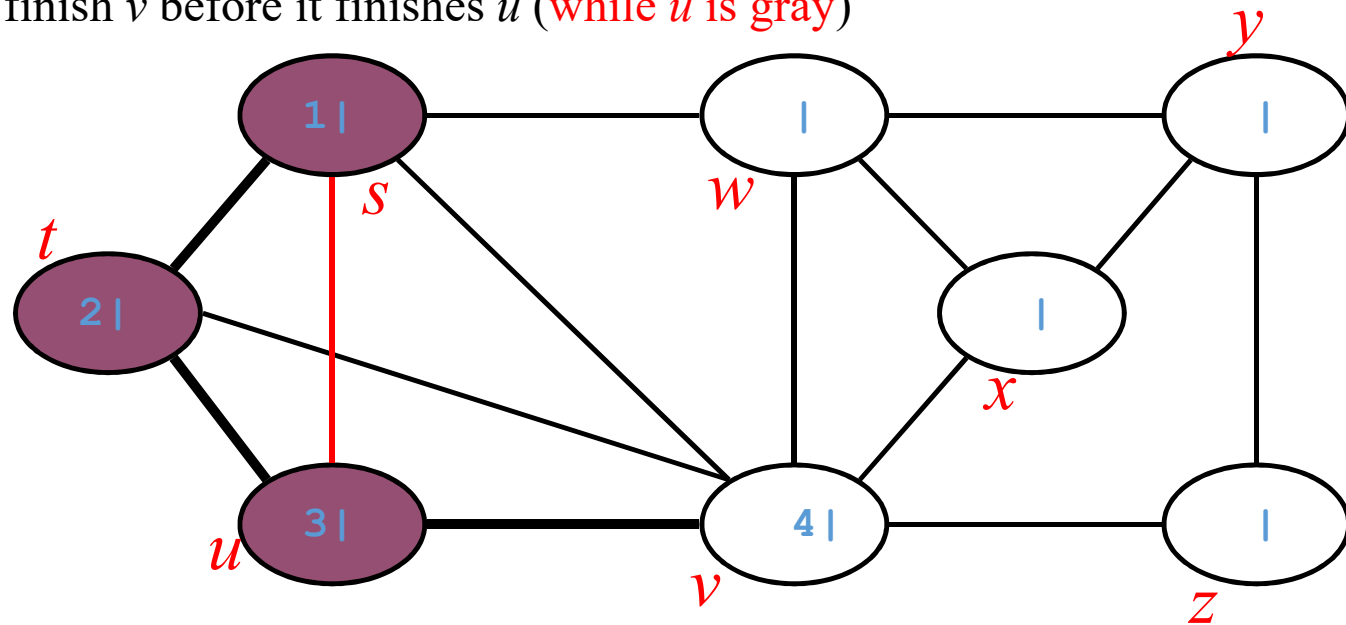 finish v before it finishes u (while u is gray)
y
1 | | |
s w
t
2 | |
x
3 | 4 | |
u v z